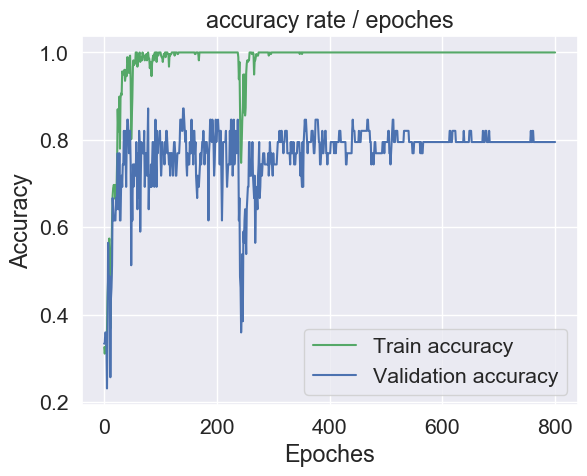 accuracy rate / epoches
1.0
0.8
0.6
0.4
0.2
Accuracy
Train accuracy
Validation accuracy
0 200 400 600 800
Epoches